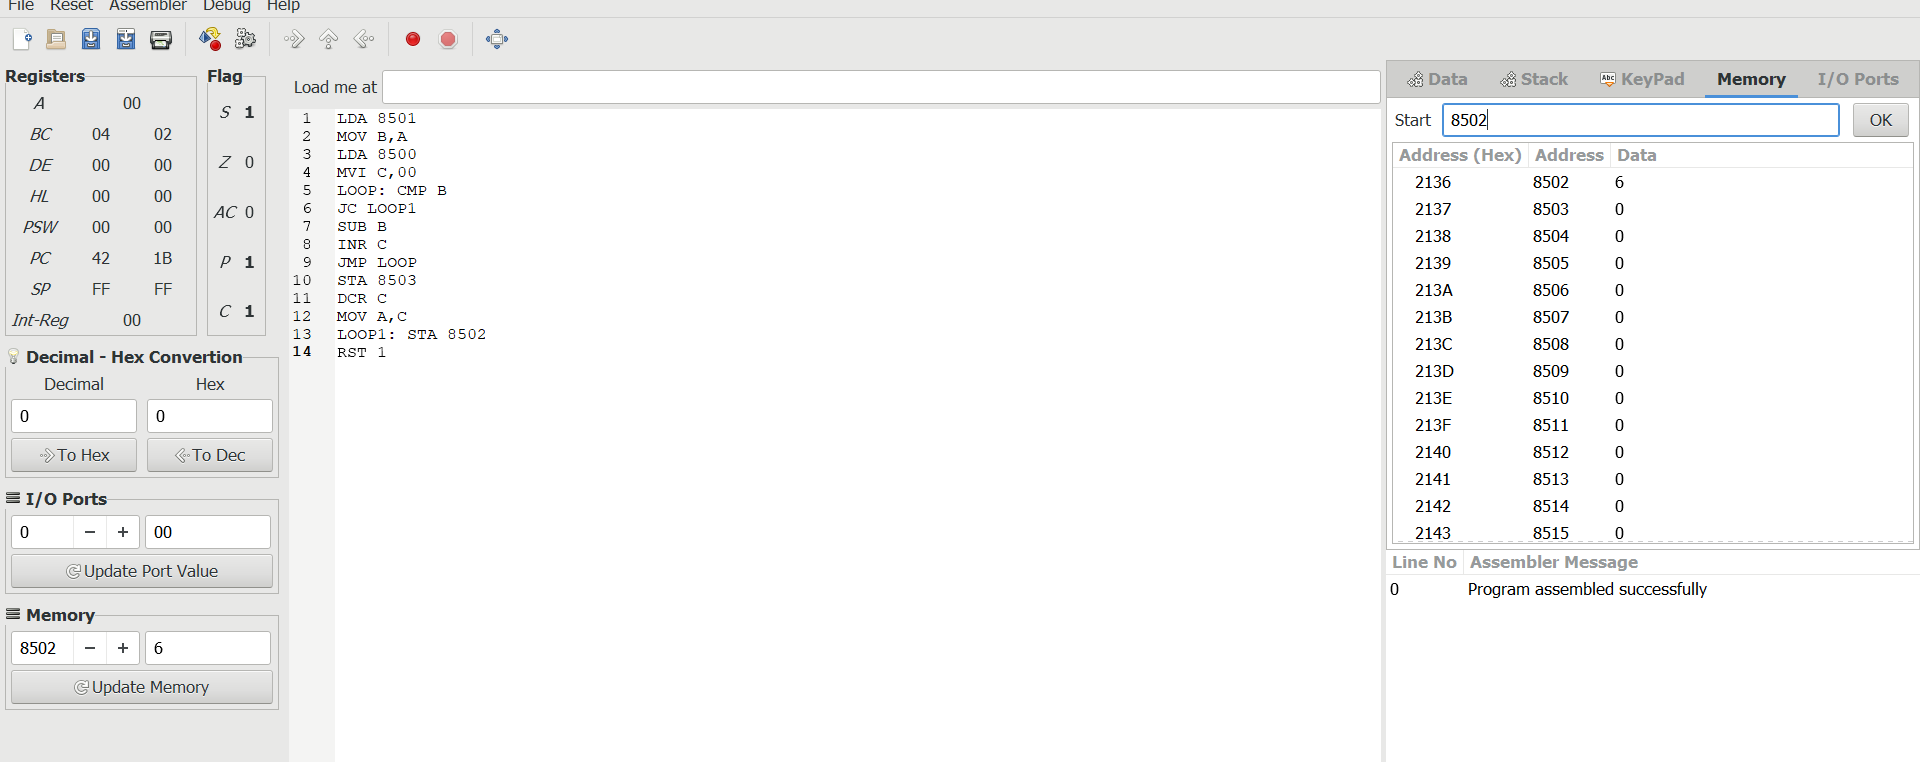 File Reset Assembler Debug Help
Registers
A 00
BC 04 02
DE 00 00
HL 00 00
PSW 00 00
PC 42 1B
SP FF FF
Int-Reg 00
Flag
S 1
Z 0
AC 0
P 1
C 1
Decimal - Hex Convertion
Decimal Hex
0 0
To Hex To Dec
I/O Ports
0 − + 00
Update Port Value
Memory
8502 − + 6
Update Memory
Load me at
1 LDA 8501
2 MOV B,A
3 LDA 8500
4 MVI C,00
5 LOOP: CMP B
6 JC LOOP1
7 SUB B
8 INR C
9 JMP LOOP
10 STA 8503
11 DCR C
12 MOV A,C
13 LOOP1: STA 8502
14 RST 1
Data Stack Abc KeyPad Memory I/O Ports
Start 8502 OK
Address (Hex) Address Data
2136 8502 6
2137 8503 0
2138 8504 0
2139 8505 0
213A 8506 0
213B 8507 0
213C 8508 0
213D 8509 0
213E 8510 0
213F 8511 0
2140 8512 0
2141 8513 0
2142 8514 0
2143 8515 0
Line No Assembler Message
0 Program assembled successfully